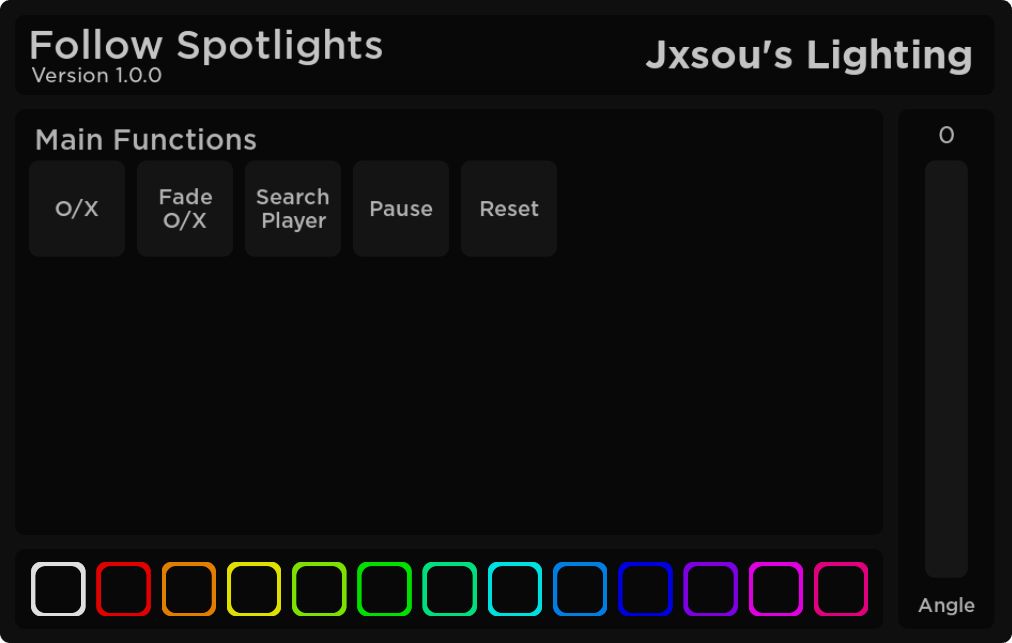 Follow Spotlights
Version 1.0.0
Jxsou's Lighting
Main Functions
O/X
Fade
O/X
Search
Player
Pause
Reset
0
Angle